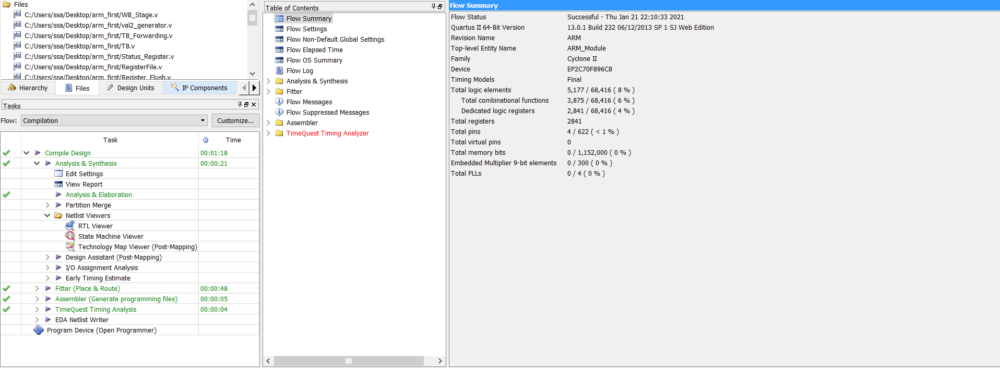 Files
C:/Users/ssa/Desktop/arm_first/WB_Stage.v
C:/Users/ssa/Desktop/arm_first/val2_generator.v
C:/Users/ssa/Desktop/arm_first/TB_Forwarding.v
C:/Users/ssa/Desktop/arm_first/TB.v
C:/Users/ssa/Desktop/arm_first/Status_Register.v
C:/Users/ssa/Desktop/arm_first/RegisterFile.v
C:/Users/ssa/Desktop/arm_first/Register_Flush.v
Hierarchy Files Design Units IP Components
Tasks
Flow: Compilation Customize...
Task Time
Compile Design 00:01:18
Analysis & Synthesis 00:00:21
Edit Settings
View Report
Analysis & Elaboration
Partition Merge
Netlist Viewers
RTL Viewer
State Machine Viewer
Technology Map Viewer (Post-Mapping)
Design Assistant (Post-Mapping)
I/O Assignment Analysis
Early Timing Estimate
Fitter (Place & Route) 00:00:48
Assembler (Generate programming files) 00:00:05
TimeQuest Timing Analysis 00:00:04
EDA Netlist Writer
Program Device (Open Programmer)
Table of Contents
Flow Summary
Flow Settings
Flow Non-Default Global Settings
Flow Elapsed Time
Flow OS Summary
Flow Log
Analysis & Synthesis
Fitter
Flow Messages
Flow Suppressed Messages
Assembler
TimeQuest Timing Analyzer
Flow Summary
Flow Status Successful - Thu Jan 21 22:10:33 2021
Quartus II 64-Bit Version 13.0.1 Build 232 06/12/2013 SP 1 SJ Web Edition
Revision Name ARM
Top-level Entity Name ARM_Module
Family Cyclone II
Device EP2C70F896C8
Timing Models Final
Total logic elements 5,177 / 68,416 ( 8 % )
Total combinational functions 3,875 / 68,416 ( 6 % )
Dedicated logic registers 2,841 / 68,416 ( 4 % )
Total registers 2841
Total pins 4 / 622 ( < 1 % )
Total virtual pins 0
Total memory bits 0 / 1,152,000 ( 0 % )
Embedded Multiplier 9-bit elements 0 / 300 ( 0 % )
Total PLLs 0 / 4 ( 0 % )